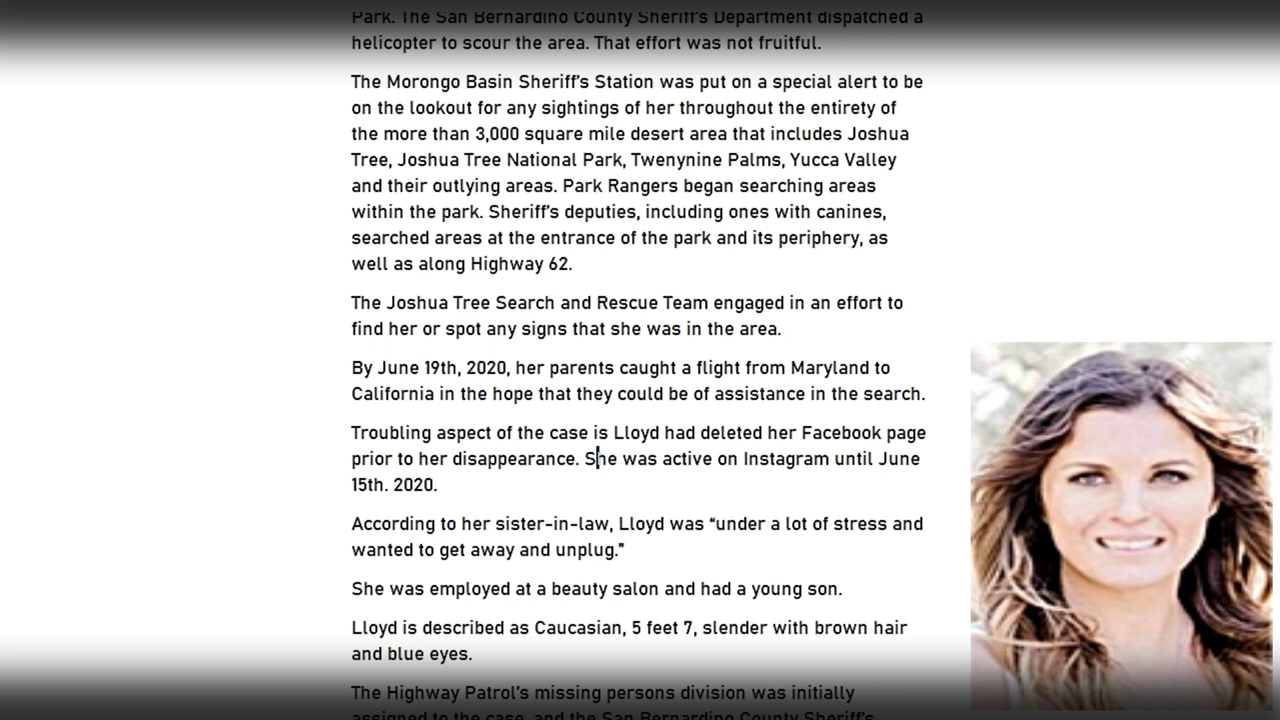 Park. The San Bernardino County Sheriff's Department dispatched a
helicopter to scour the area. That effort was not fruitful.
The Morongo Basin Sheriff's Station was put on a special alert to be
on the lookout for any sightings of her throughout the entirety of
the more than 3,000 square mile desert area that includes Joshua
Tree, Joshua Tree National Park, Twenynine Palms, Yucca Valley
and their outlying areas. Park Rangers began searching areas
within the park. Sheriff's deputies, including ones with canines,
searched areas at the entrance of the park and its periphery, as
well as along Highway 62.
The Joshua Tree Search and Rescue Team engaged in an effort to
find her or spot any signs that she was in the area.
By June 19th, 2020, her parents caught a flight from Maryland to
California in the hope that they could be of assistance in the search.
Troubling aspect of the case is Lloyd had deleted her Facebook page
prior to her disappearance. She was active on Instagram until June
15th. 2020.
According to her sister-in-law, Lloyd was “under a lot of stress and
wanted to get away and unplug.”
She was employed at a beauty salon and had a young son.
Lloyd is described as Caucasian, 5 feet 7, slender with brown hair
and blue eyes.
The Highway Patrol's missing persons division was initially
assigned to the case, and the San Bernardino County Sheriff's